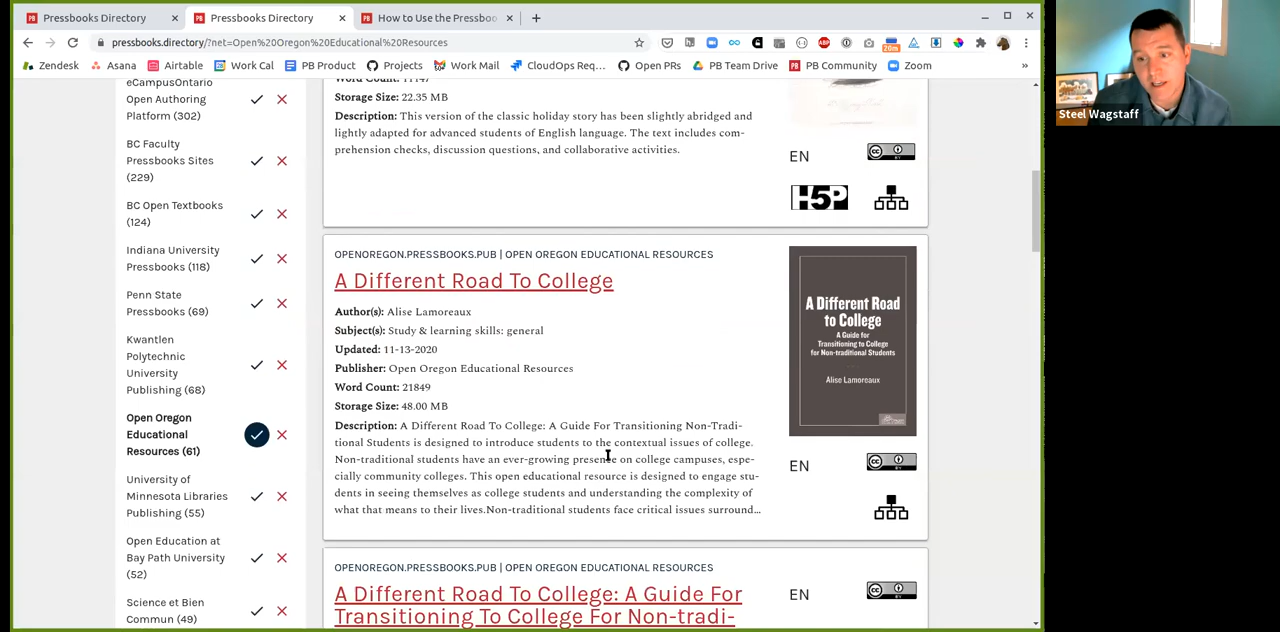 Pressbooks Directory
Pressbooks Directory
How to Use the Pressboo
pressbooks.directory/?net=Open%20Oregon%20Educational%20Resources
20m
Zendesk
Asana
Airtable
Work Cal
PB Product
Projects
Work Mail
CloudOps Req...
Open PRs
PB Team Drive
PB Community
Zoom
»
eCampusOntario
Open Authoring
Platform (302)
BC Faculty
Pressbooks Sites
(229)
BC Open Textbooks
(124)
Indiana University
Pressbooks (118)
Penn State
Pressbooks (69)
Kwantlen
Polytechnic
University
Publishing (68)
Open Oregon
Educational
Resources (61)
University of
Minnesota Libraries
Publishing (55)
Open Education at
Bay Path University
(52)
Science et Bien
Commun (49)
Word Count: 11147
Storage Size: 22.35 MB
Description: This version of the classic holiday story has been slightly abridged and
lightly adapted for advanced students of English language. The text includes com-
prehension checks, discussion questions, and collaborative activities.
EN
CC BY
H5P
OPENOREGON.PRESSBOOKS.PUB | OPEN OREGON EDUCATIONAL RESOURCES
A Different Road To College
Author(s): Alise Lamoreaux
Subject(s): Study & learning skills: general
Updated: 11-13-2020
Publisher: Open Oregon Educational Resources
Word Count: 21849
Storage Size: 48.00 MB
Description: A Different Road To College: A Guide For Transitioning Non-Tradi-
tional Students is designed to introduce students to the contextual issues of college.
Non-traditional students have an ever-growing presence on college campuses, espe-
cially community colleges. This open educational resource is designed to engage stu-
dents in seeing themselves as college students and understanding the complexity of
what that means to their lives.Non-traditional students face critical issues surround...
A Different Road
to College
A Guide for
Transitioning to College
for Non-traditional Students
Alise Lamoreaux
EN
CC BY
OPENOREGON.PRESSBOOKS.PUB | OPEN OREGON EDUCATIONAL RESOURCES
A Different Road To College: A Guide For
Transitioning To College For Non-tradi-
EN
CC BY
Steel Wagstaff